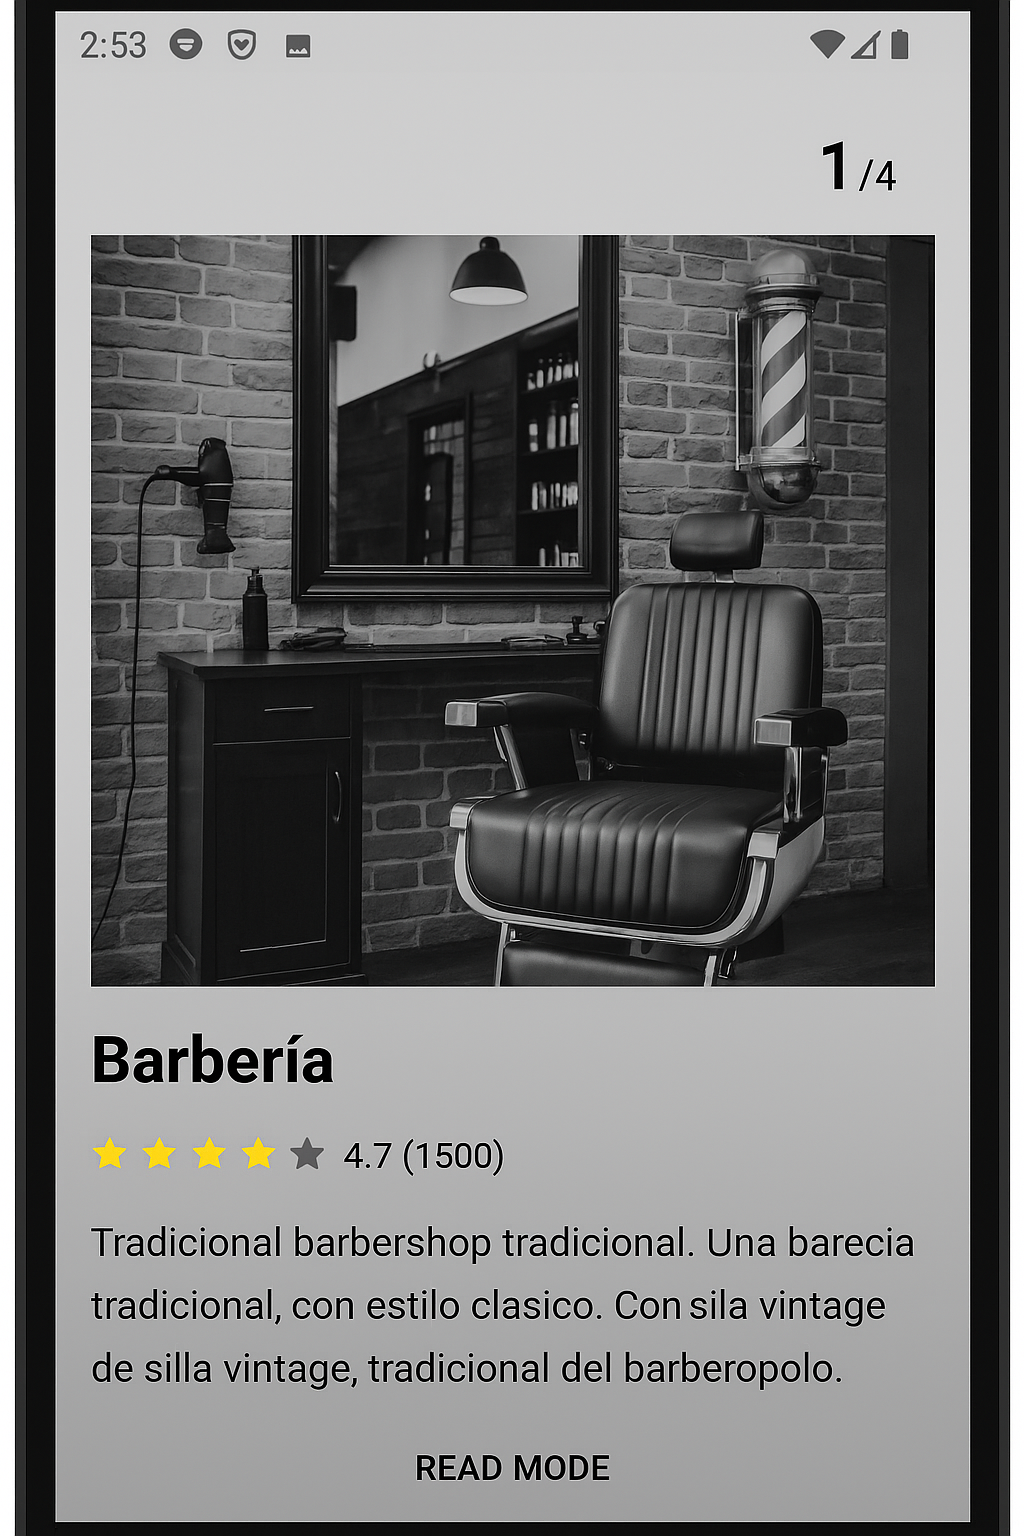 2:53
1/4
Barbería
4.7 (1500)
Tradicional barbershop tradicional. Una barecia
tradicional, con estilo clasico. Con sila vintage
de silla vintage, tradicional del barberopolo.
READ MODE